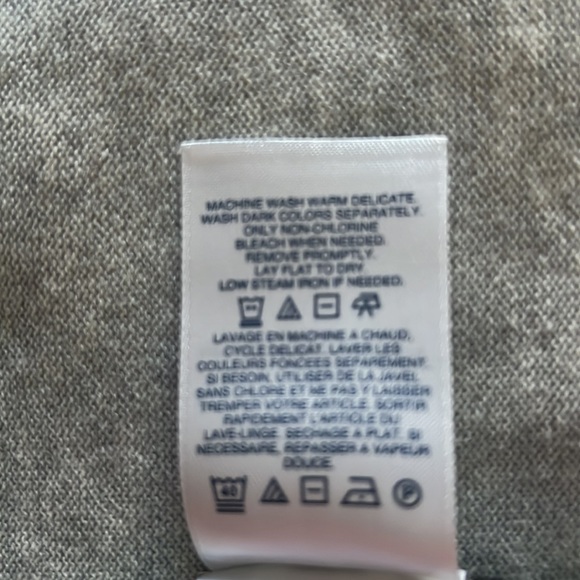 MACHINE WASH WARM DELICATE.
WASH DARK COLORS SEPARATELY.
ONLY NON-CHLORINE
BLEACH WHEN NEEDED.
REMOVE PROMPTLY.
LAY FLAT TO DRY.
LOW STEAM IRON IF NEEDED.
LAVAGE EN MACHINE A CHAUD,
CYCLE DELICAT. LAVER LES
COULEURS FONCEES SEPAREMENT.
SI BESOIN, UTILISER DE LA JAVEL
SANS CHLORE ET NE PAS Y LAISSER
TREMPER VOTRE ARTICLE. SORTIR
RAPIDEMENT L'ARTICLE DU
LAVE-LINGE. SECHAGE A PLAT. SI
NECESSAIRE, REPASSER A VAPEUR
DOUCE.
40 P